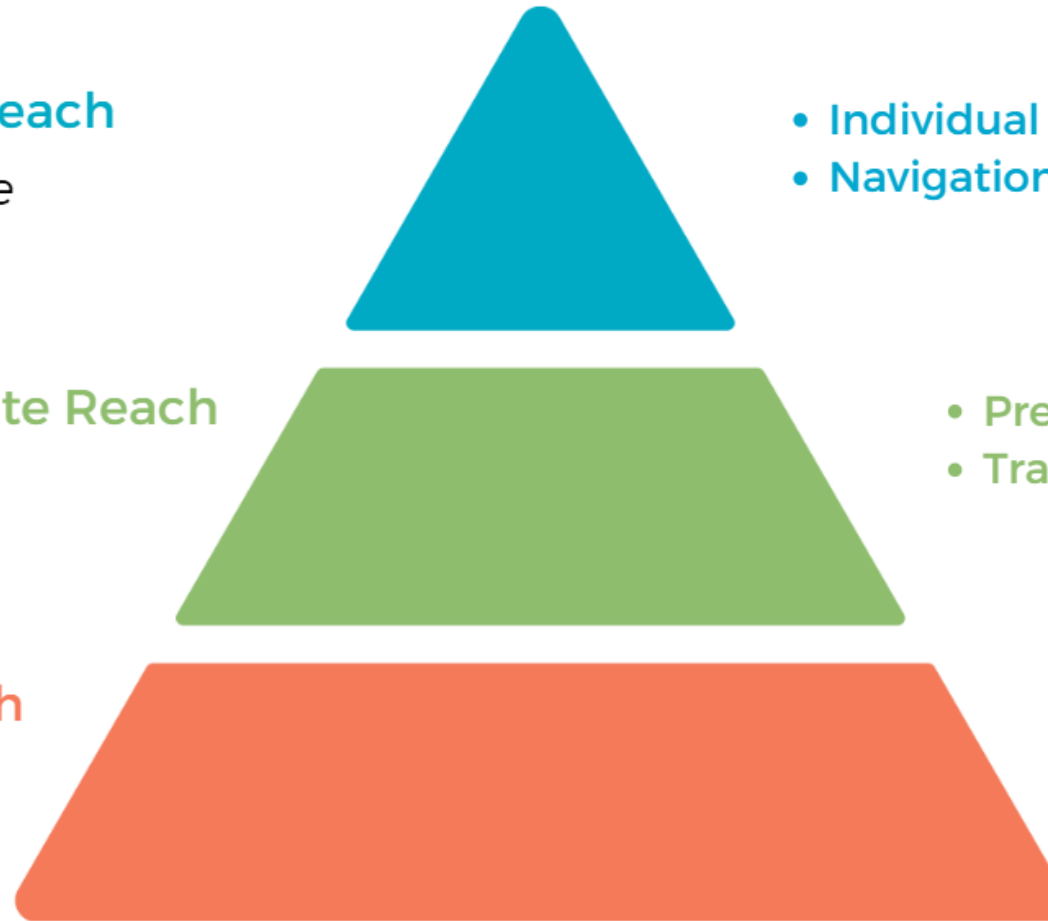 each
e
te Reach
h
• Individual
• Navigation
• Pre
• Tra